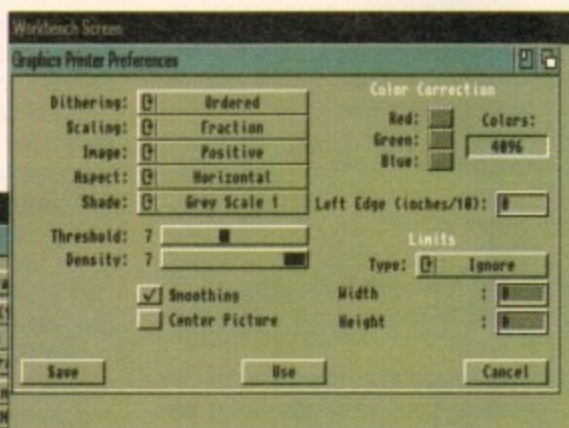 Workbench Screen
Graphics Printer Preferences
Dithering: Ordered
Scaling: Fraction
Image: Positive
Aspect: Horizontal
Shade: Grey Scale 1
Threshold: 7
Density: 7
Smoothing
Center Picture
Color Correction
Red:
Green:
Blue:
Colors:
4096
Left Edge (inches/10): 0
Limits
Type: Ignore
Width : 0
Height : 0
Save
Use
Cancel